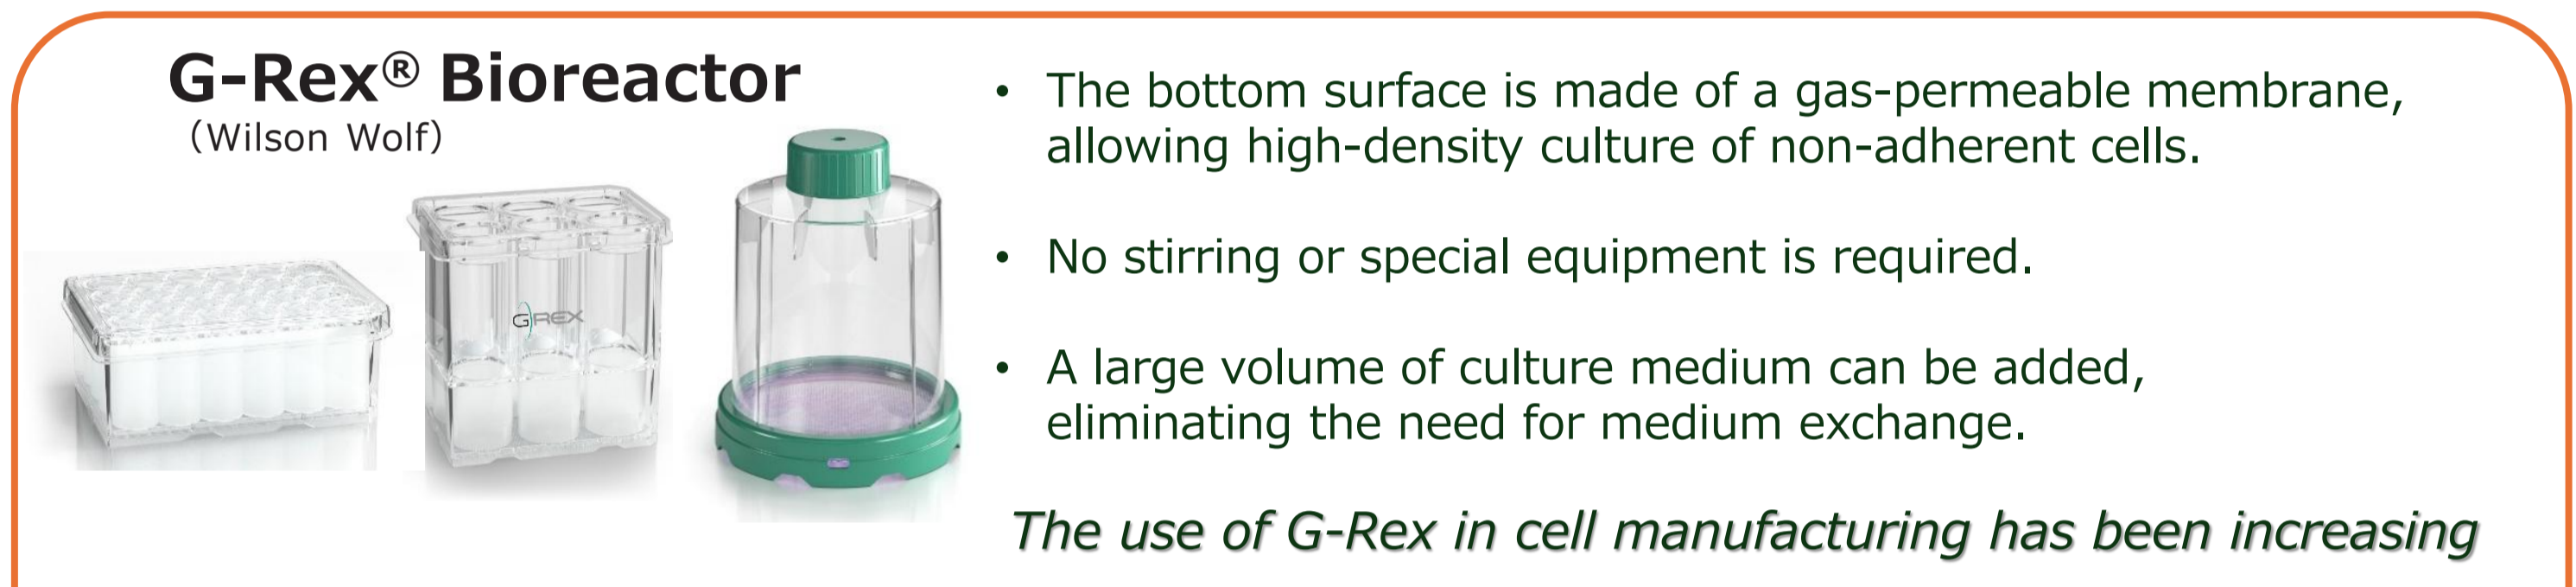 G-Rex® Bioreactor
（Wilson Wolf）
G REX
• The bottom surface is made of a gas-permeable membrane,
allowing high-density culture of non-adherent cells.
• No stirring or special equipment is required.
• A large volume of culture medium can be added,
eliminating the need for medium exchange.
The use of G-Rex in cell manufacturing has been increasing